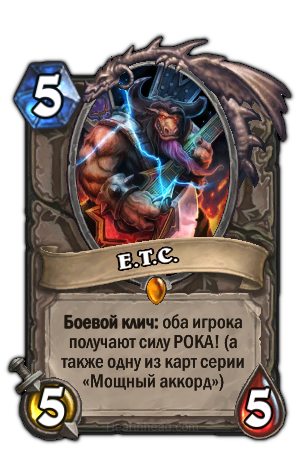 5
E.T.C.
Боевой клич: оба игрока
получают силу РОКА! (а
также одну из карт серии
«Мощный аккорд»)
5
5